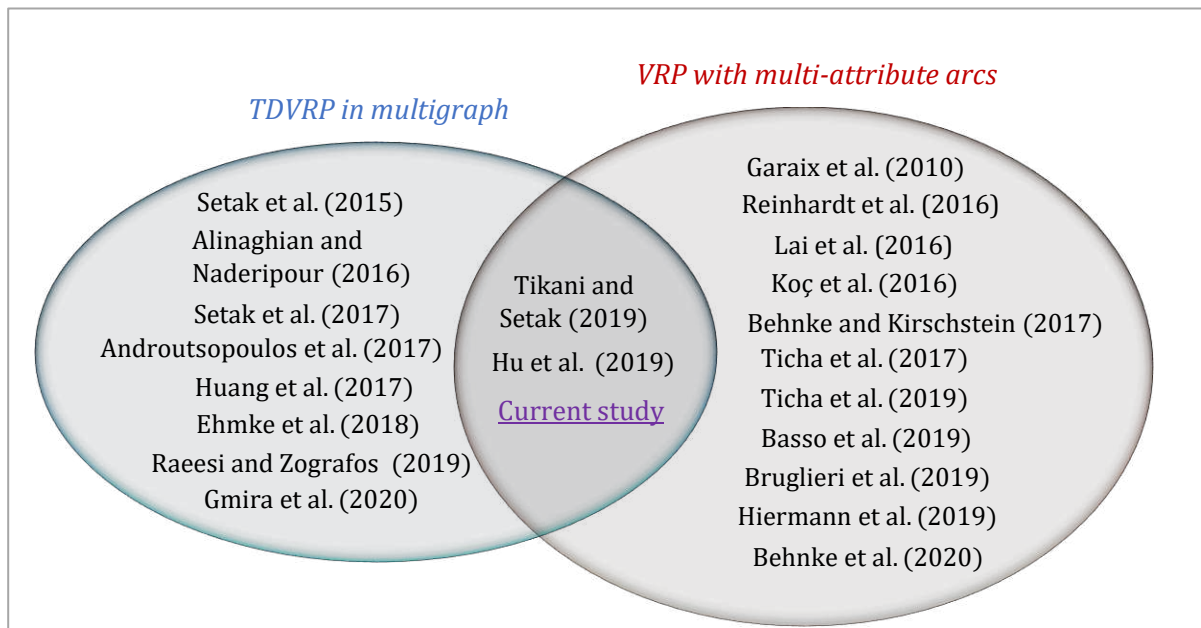 VRP with multi-attribute arcs
TDVRP in multigraph
Setak et al. (2015)
Alinaghian and
Naderipour (2016)
Setak et al. (2017)
Androutsopoulos et al. (2017)
Huang et al. (2017)
Ehmke et al. (2018)
Raeesi and Zografos (2019)
Gmira et al. (2020)
Tikani and
Setak (2019)
Hu et al. (2019)
Current study
Garaix et al. (2010)
Reinhardt et al. (2016)
Lai et al. (2016)
Koç et al. (2016)
Behnke and Kirschstein (2017)
Ticha et al. (2017)
Ticha et al. (2019)
Basso et al. (2019)
Bruglieri et al. (2019)
Hiermann et al. (2019)
Behnke et al. (2020)